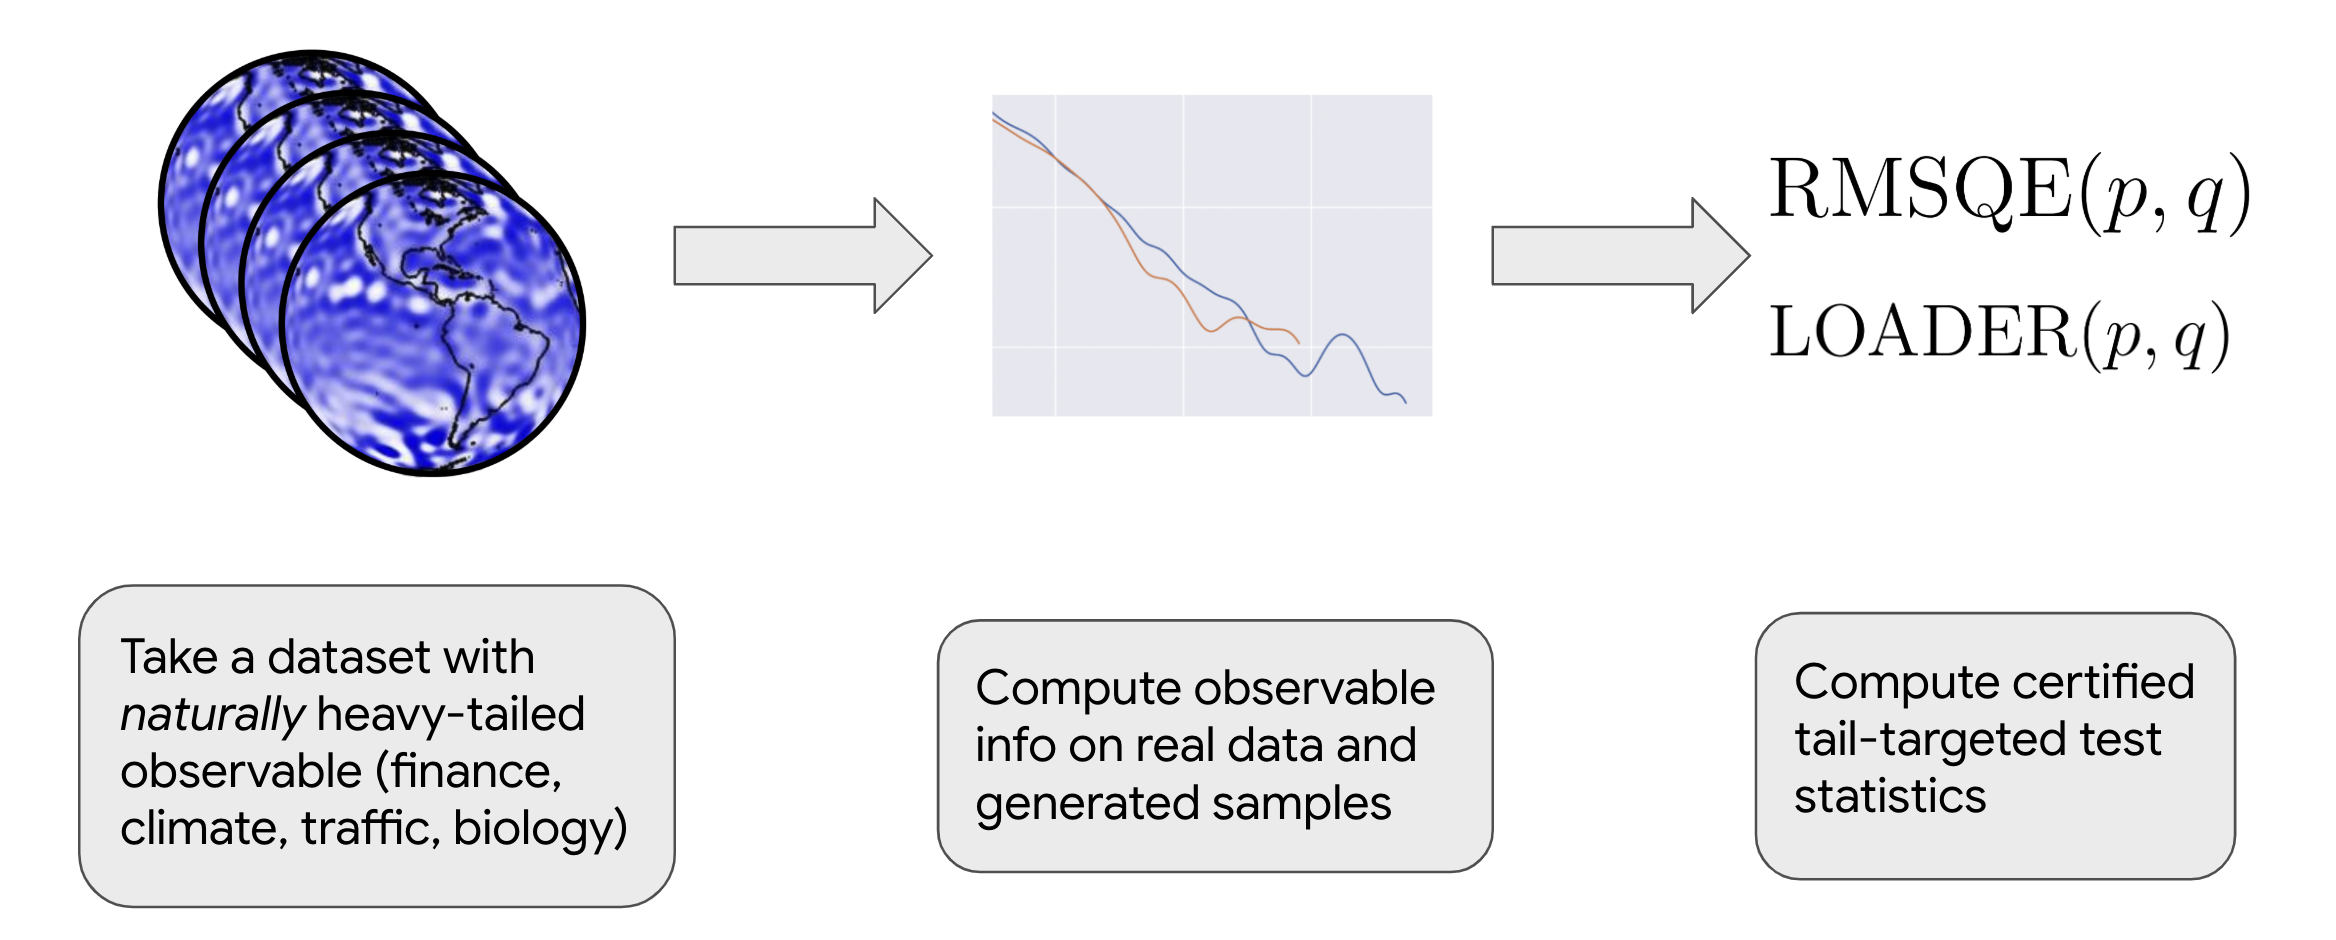 RMSQE(p, q)
LOADER(p, q)
Take a dataset with
naturally heavy-tailed
observable (finance,
climate, traffic, biology)
Compute observable
info on real data and
generated samples
Compute certified
tail-targeted test
statistics